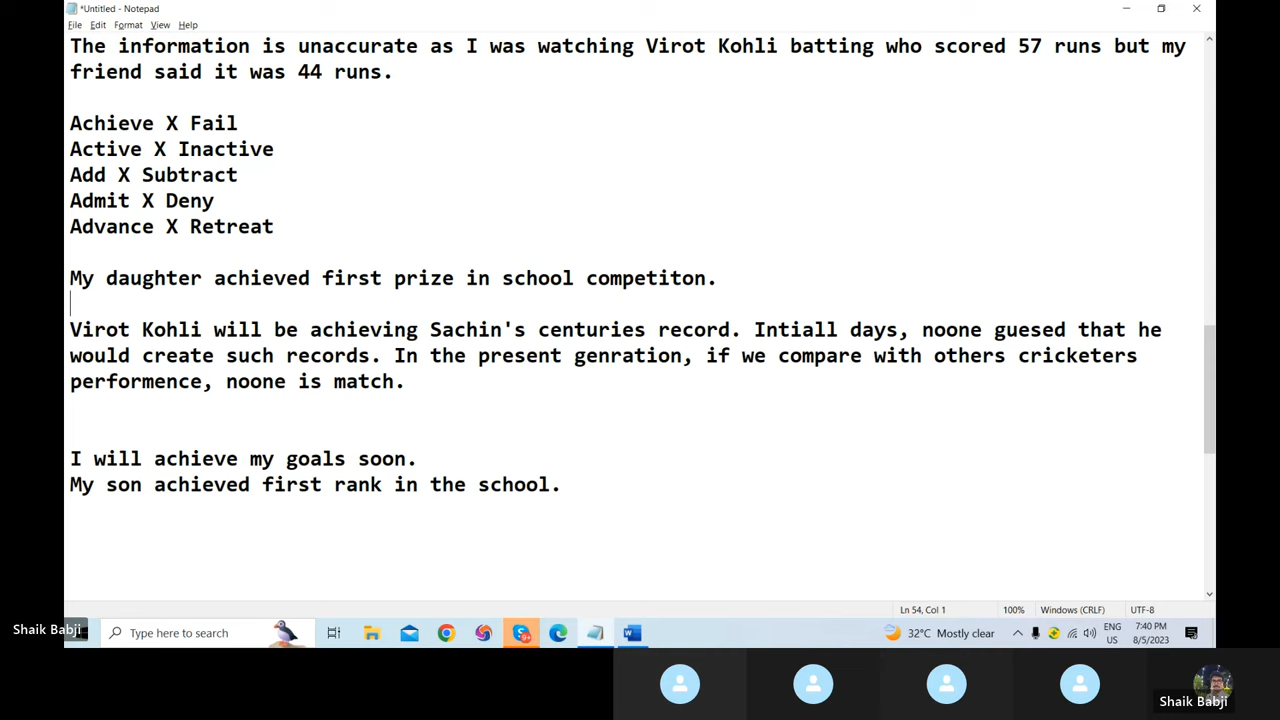 *Untitled - Notepad
File Edit Format View Help
The information is unaccurate as I was watching Virot Kohli batting who scored 57 runs but my
friend said it was 44 runs.
Achieve X Fail
Active X Inactive
Add X Subtract
Admit X Deny
Advance X Retreat
My daughter achieved first prize in school competiton.
Virot Kohli will be achieving Sachin's centuries record. Intiall days, noone guesed that he
would create such records. In the present genration, if we compare with others cricketers
performence, noone is match.
I will achieve my goals soon.
My son achieved first rank in the school.
Ln 54, Col 1 100% Windows (CRLF) UTF-8
Shaik Babji
Type here to search
32°C Mostly clear
ENG
US
7:40 PM
8/5/2023
Shaik Babji